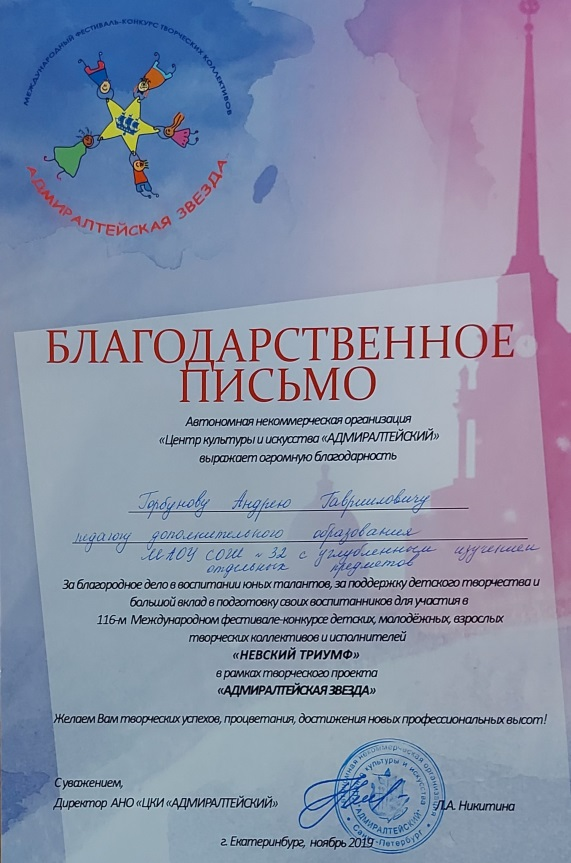 МЕЖДУНАРОДНЫЙ ФЕСТИВАЛЬ-КОНКУРС ТВОРЧЕСКИХ КОЛЛЕКТИВОВ
АДМИРАЛТЕЙСКАЯ ЗВЕЗДА
БЛАГОДАРСТВЕННОЕ
ПИСЬМО
Автономная некоммерческая организация
«Центр культуры и искусства «АДМИРАЛТЕЙСКИЙ»
выражает огромную благодарность
Горбунову Андрею Гаврииловичу
педагогу дополнительного образования
МАОУ СОШ № 32 с углубленным изучением
отдельных предметов
За благородное дело в воспитании юных талантов, за поддержку детского творчества и
большой вклад в подготовку своих воспитанников для участия в
116-м Международном фестивале-конкурсе детских, молодёжных, взрослых
творческих коллективов и исполнителей
«НЕВСКИЙ ТРИУМФ»
в рамках творческого проекта
«АДМИРАЛТЕЙСКАЯ ЗВЕЗДА»
Желаем Вам творческих успехов, процветания, достижения новых профессиональных высот!
С уважением,
Директор АНО «ЦКИ «АДМИРАЛТЕЙСКИЙ» Л.А. Никитина
некоммерческая организация
культуры и искусства
«АДМИРАЛТЕЙСКИЙ»
Санкт-Петербург
г. Екатеринбург, ноябрь 2019